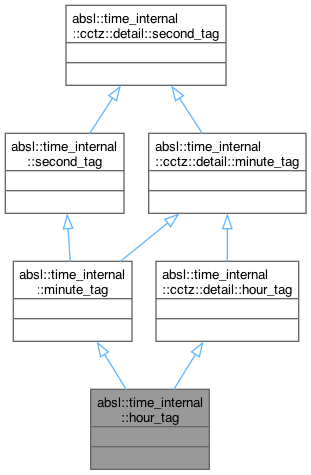 absl::time_internal
::cctz::detail::second_tag
absl::time_internal
::second_tag
absl::time_internal
::cctz::detail::minute_tag
absl::time_internal
::minute_tag
absl::time_internal
::cctz::detail::hour_tag
absl::time_internal
::hour_tag